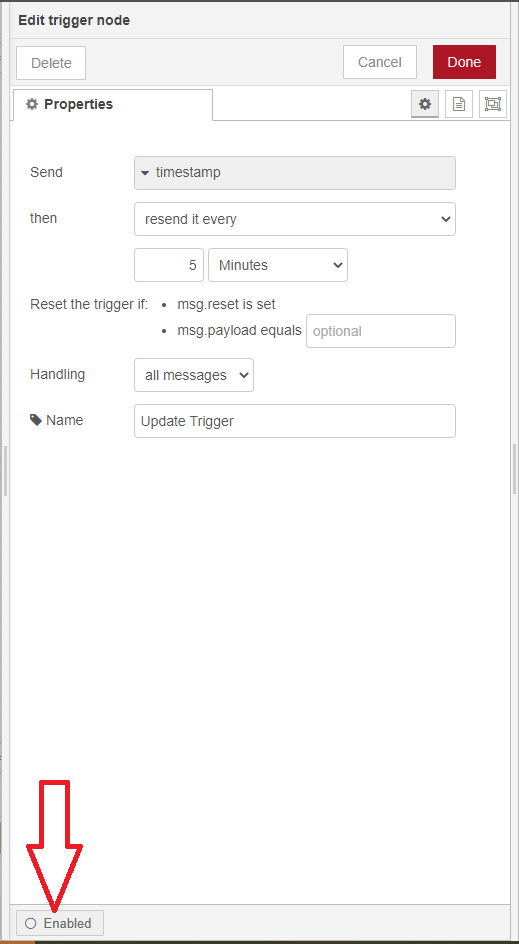 Edit trigger node
Delete Cancel Done
Properties
Send timestamp
then resend it every
5 Minutes
Reset the trigger if: • msg.reset is set
• msg.payload equals optional
Handling all messages
Name Update Trigger
Enabled